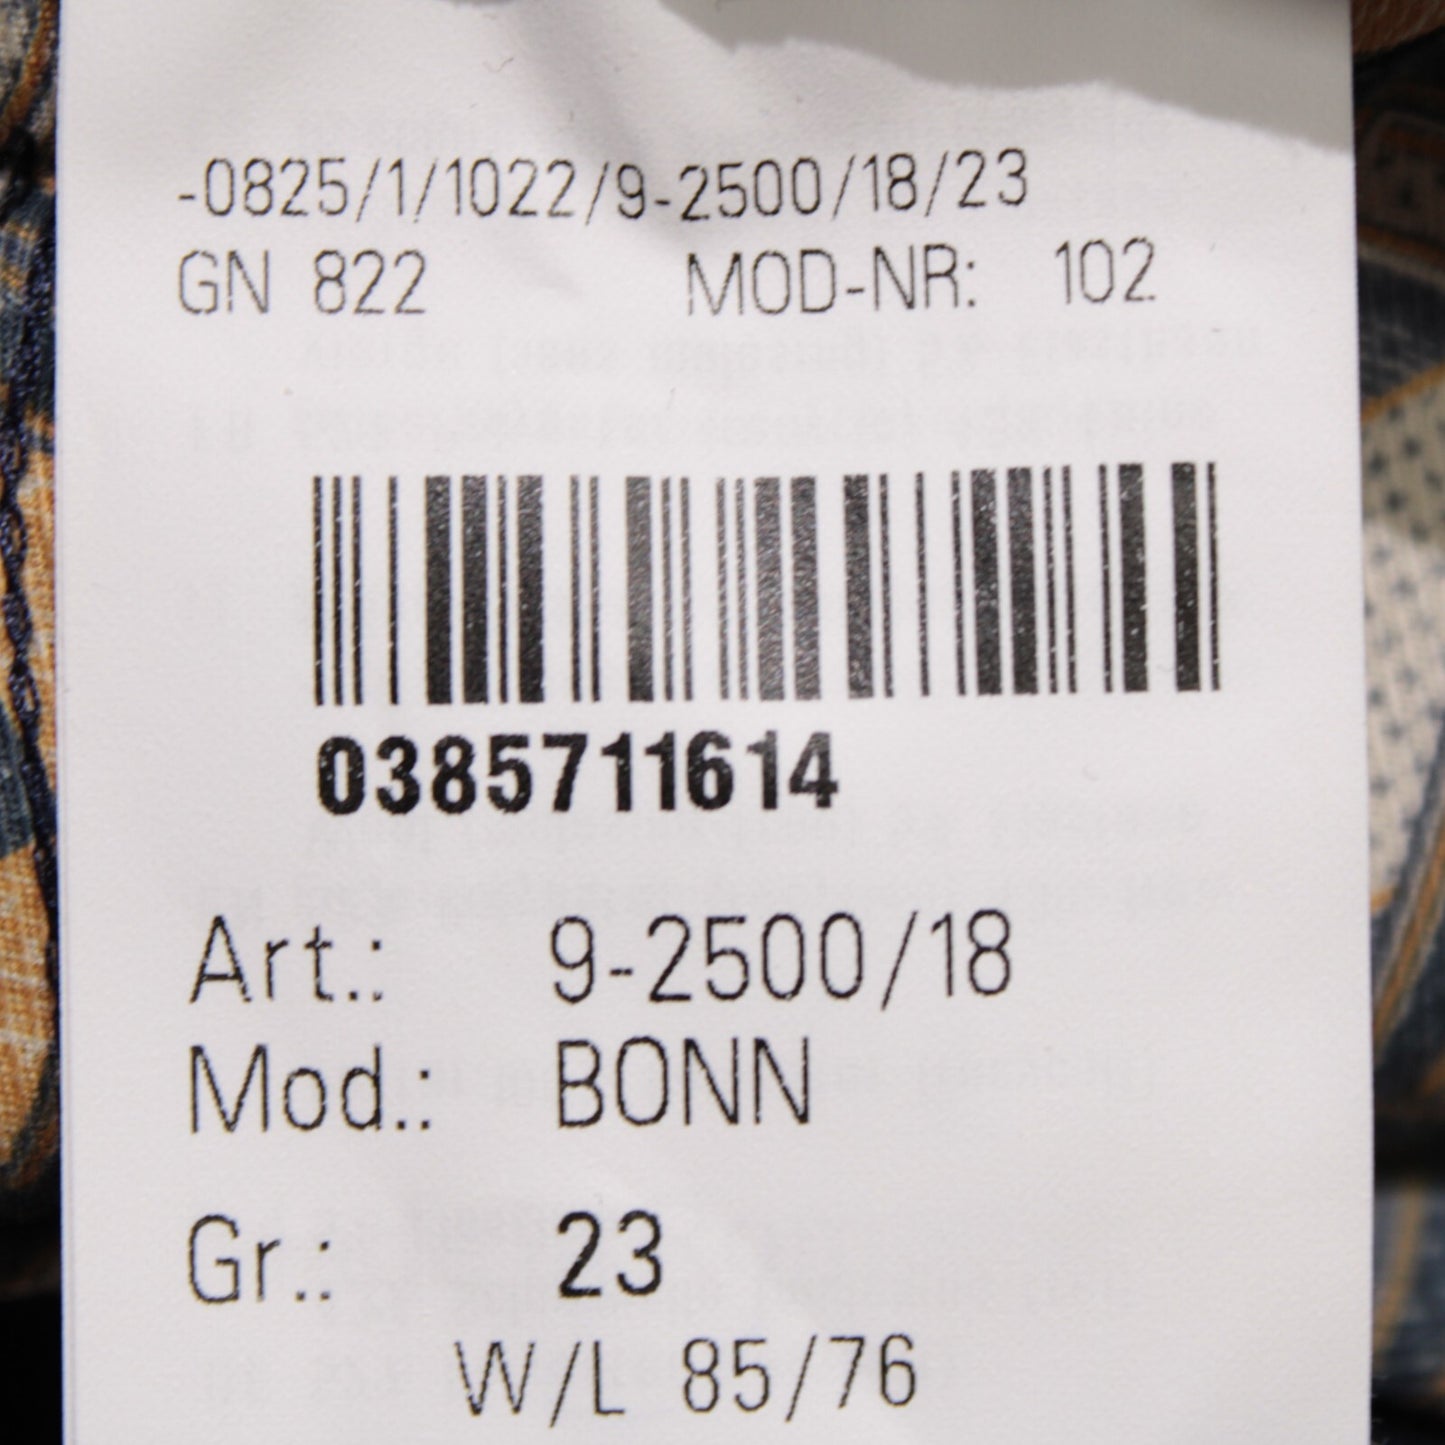 -0825/1/1022/9-2500/18/23
GN 822 MOD-NR: 102
0385711614
Art.: 9-2500/18
Mod.: BONN
Gr.: 23
W/L 85/76